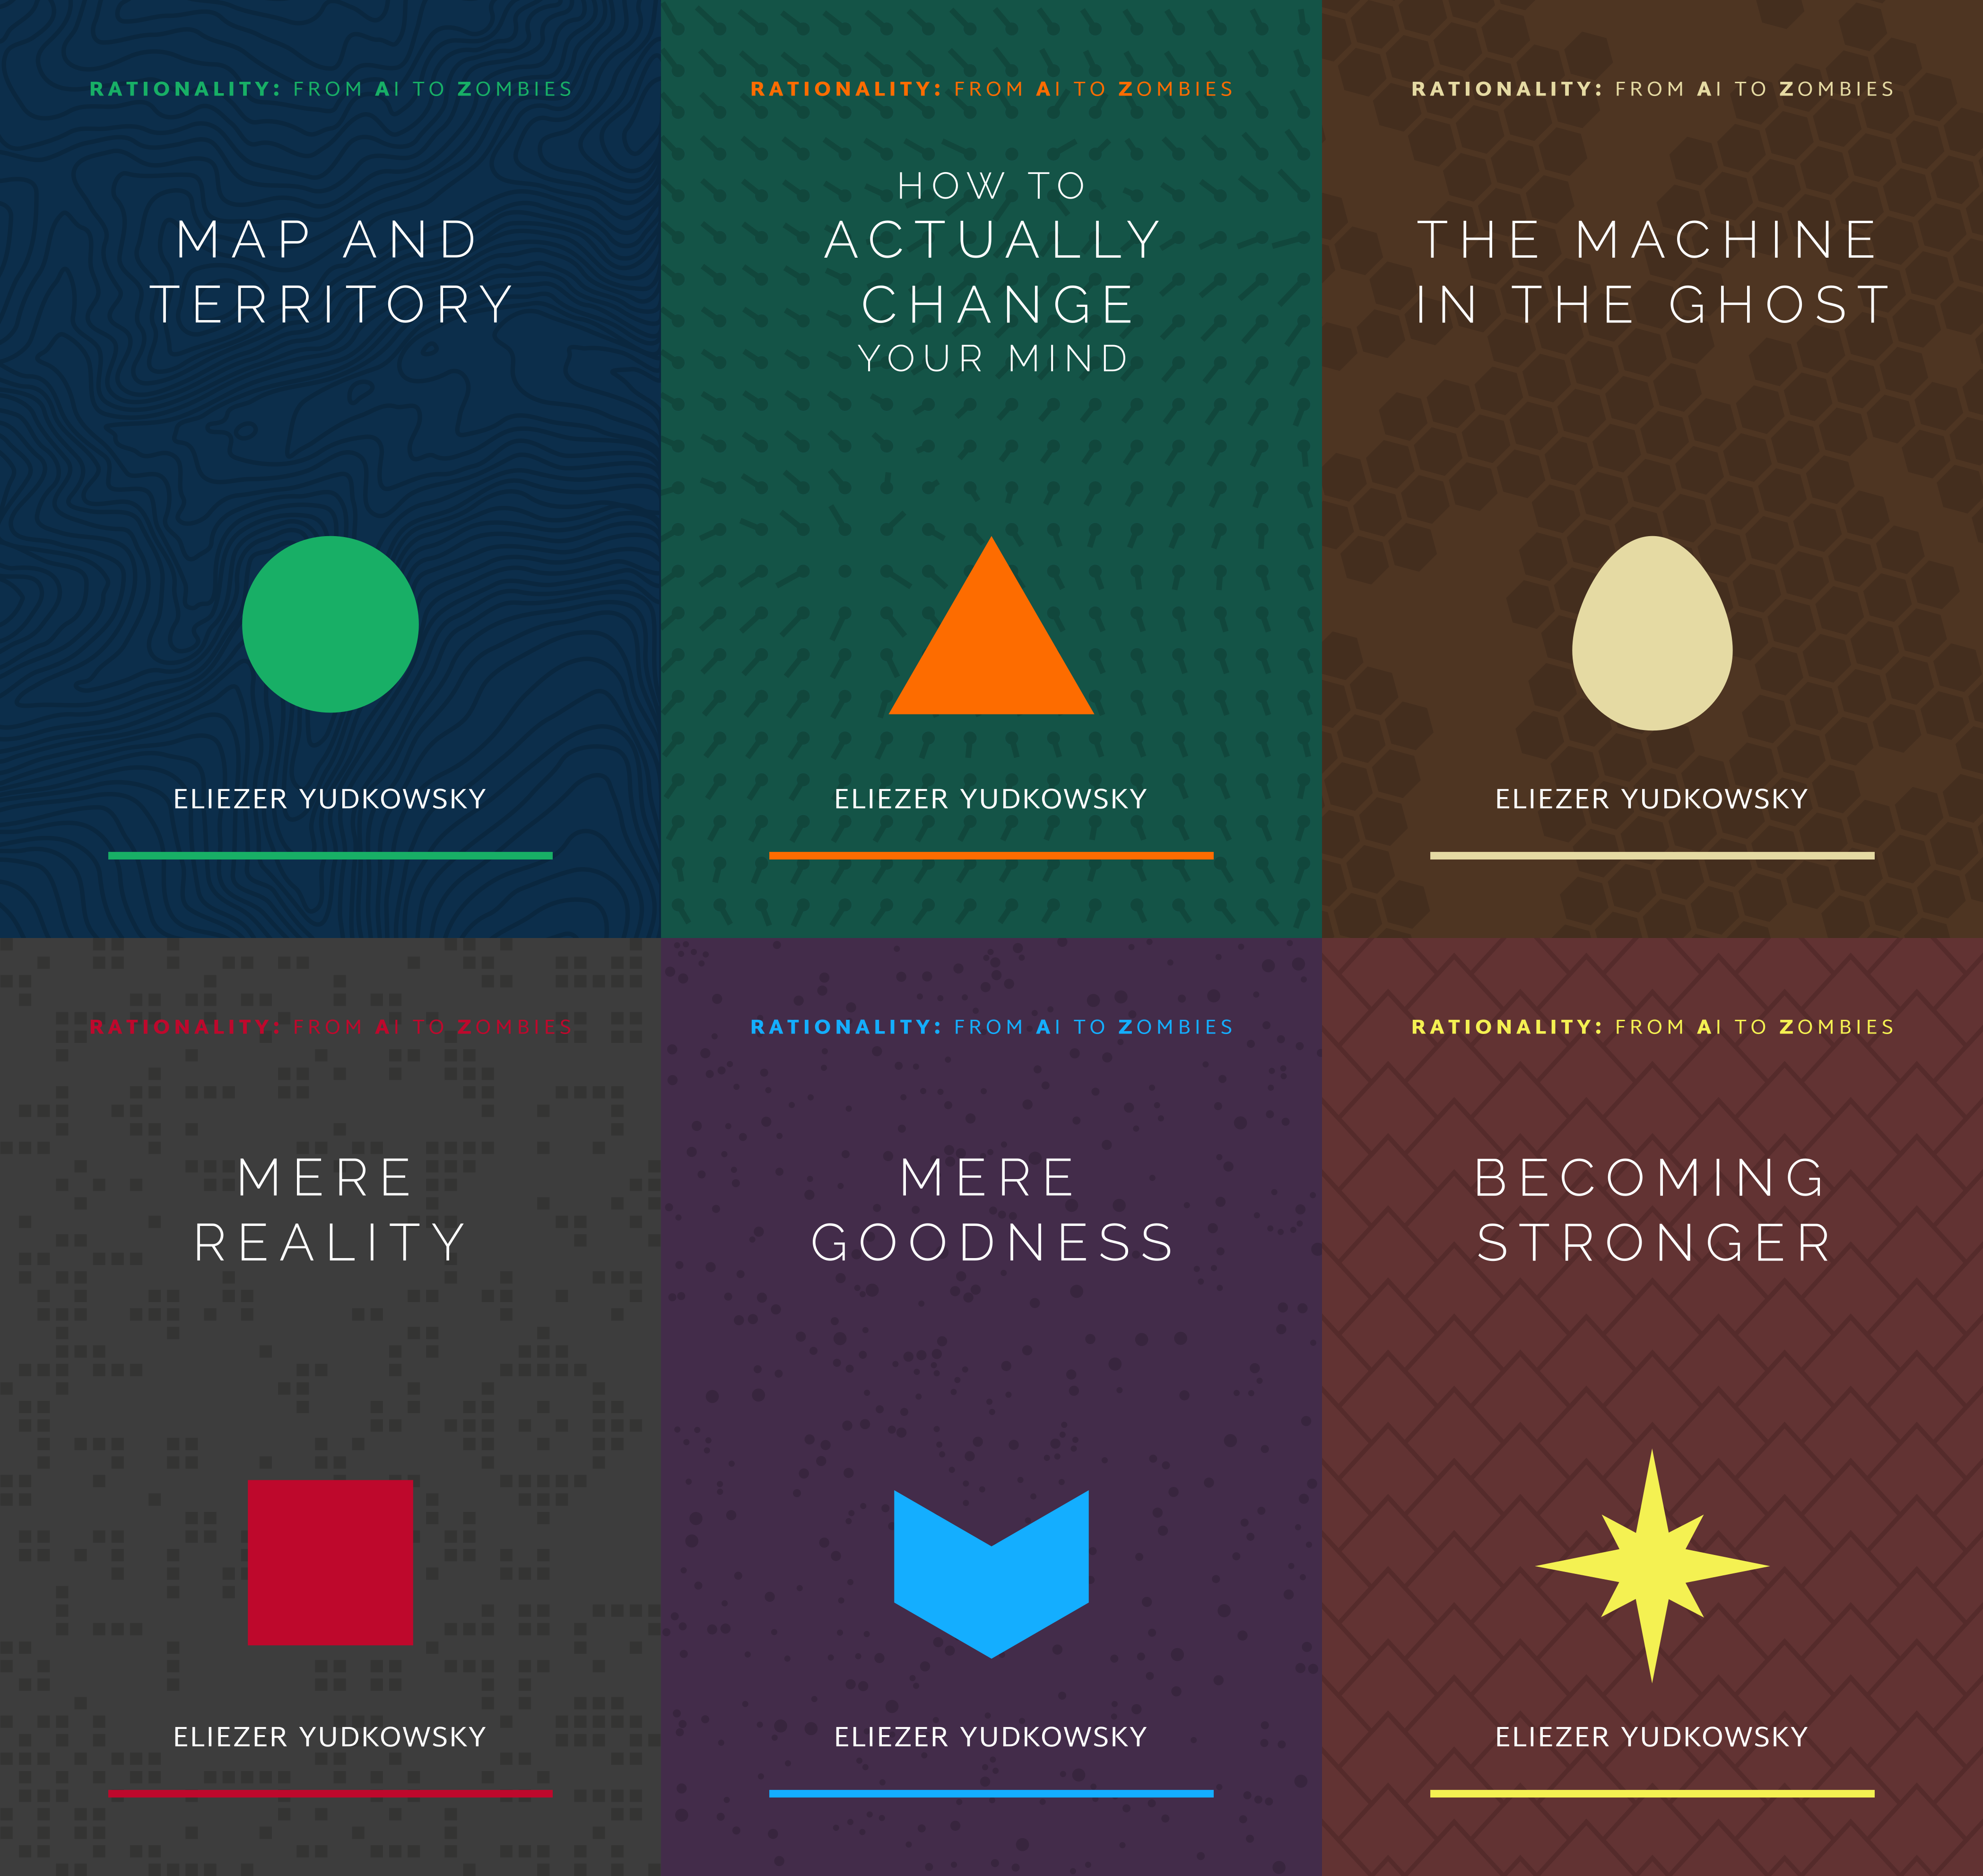 RATIONALITY: FROM AI TO ZOMBIES
MAP AND
TERRITORY
ELIEZER YUDKOWSKY
RATIONALITY: FROM AI TO ZOMBIES
HOW TO
ACTUALLY
CHANGE
YOUR MIND
ELIEZER YUDKOWSKY
RATIONALITY: FROM AI TO ZOMBIES
THE MACHINE
IN THE GHOST
ELIEZER YUDKOWSKY
RATIONALITY: FROM AI TO ZOMBIES
MERE
REALITY
ELIEZER YUDKOWSKY
RATIONALITY: FROM AI TO ZOMBIES
MERE
GOODNESS
ELIEZER YUDKOWSKY
RATIONALITY: FROM AI TO ZOMBIES
BECOMING
STRONGER
ELIEZER YUDKOWSKY